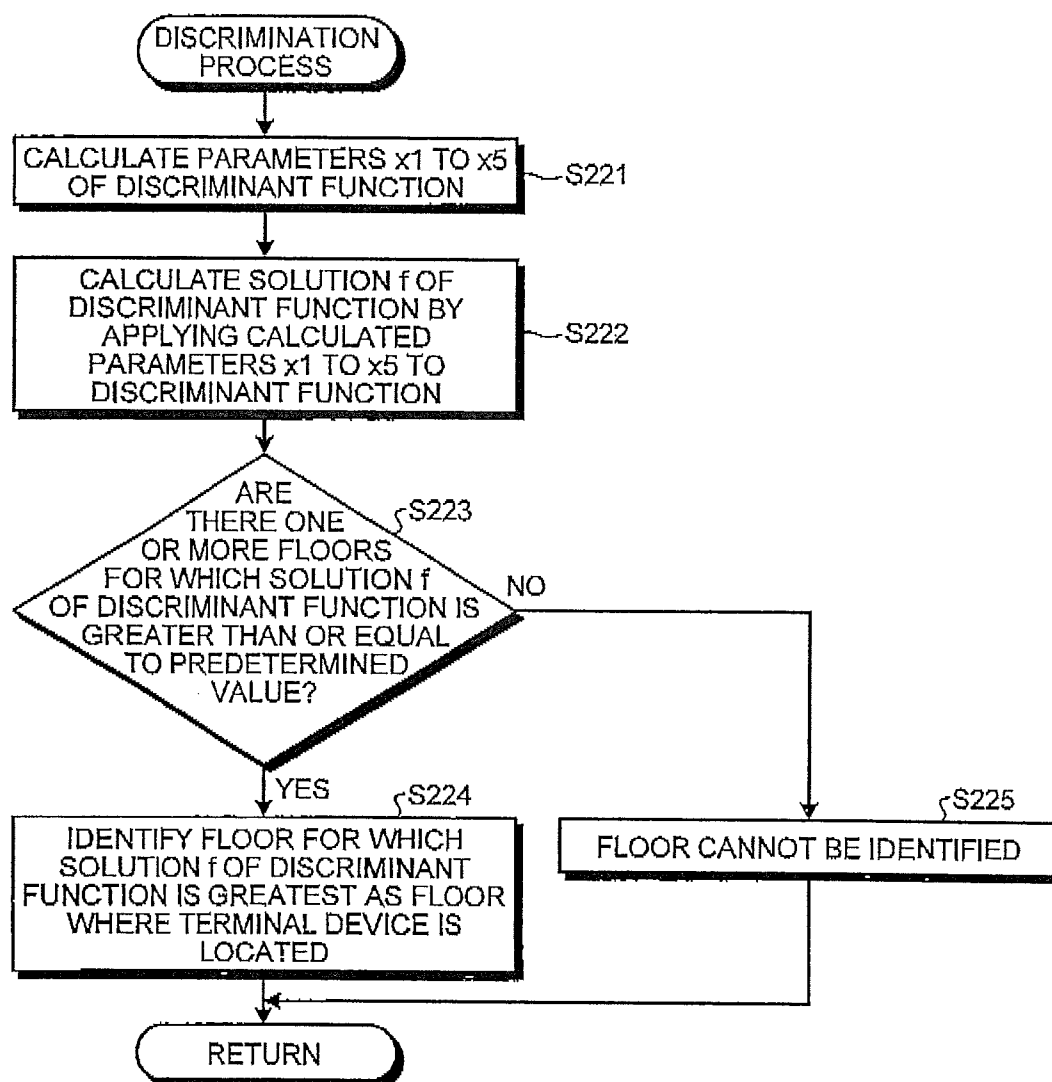 DISCRIMINATION
PROCESS
CALCULATE PARAMETERS x1 TO x5
OF DISCRIMINANT FUNCTION
S221
CALCULATE SOLUTION f OF
DISCRIMINANT FUNCTION BY
APPLYING CALCULATED
PARAMETERS x1 TO x5 TO
DISCRIMINANT FUNCTION
S222
ARE
THERE ONE
OR MORE FLOORS
FOR WHICH SOLUTION f
OF DISCRIMINANT FUNCTION IS
GREATER THAN OR EQUAL
TO PREDETERMINED
VALUE?
S223
NO
YES
S224
IDENTIFY FLOOR FOR WHICH
SOLUTION f OF DISCRIMINANT
FUNCTION IS GREATEST AS FLOOR
WHERE TERMINAL DEVICE IS
LOCATED
S225
FLOOR CANNOT BE IDENTIFIED
RETURN